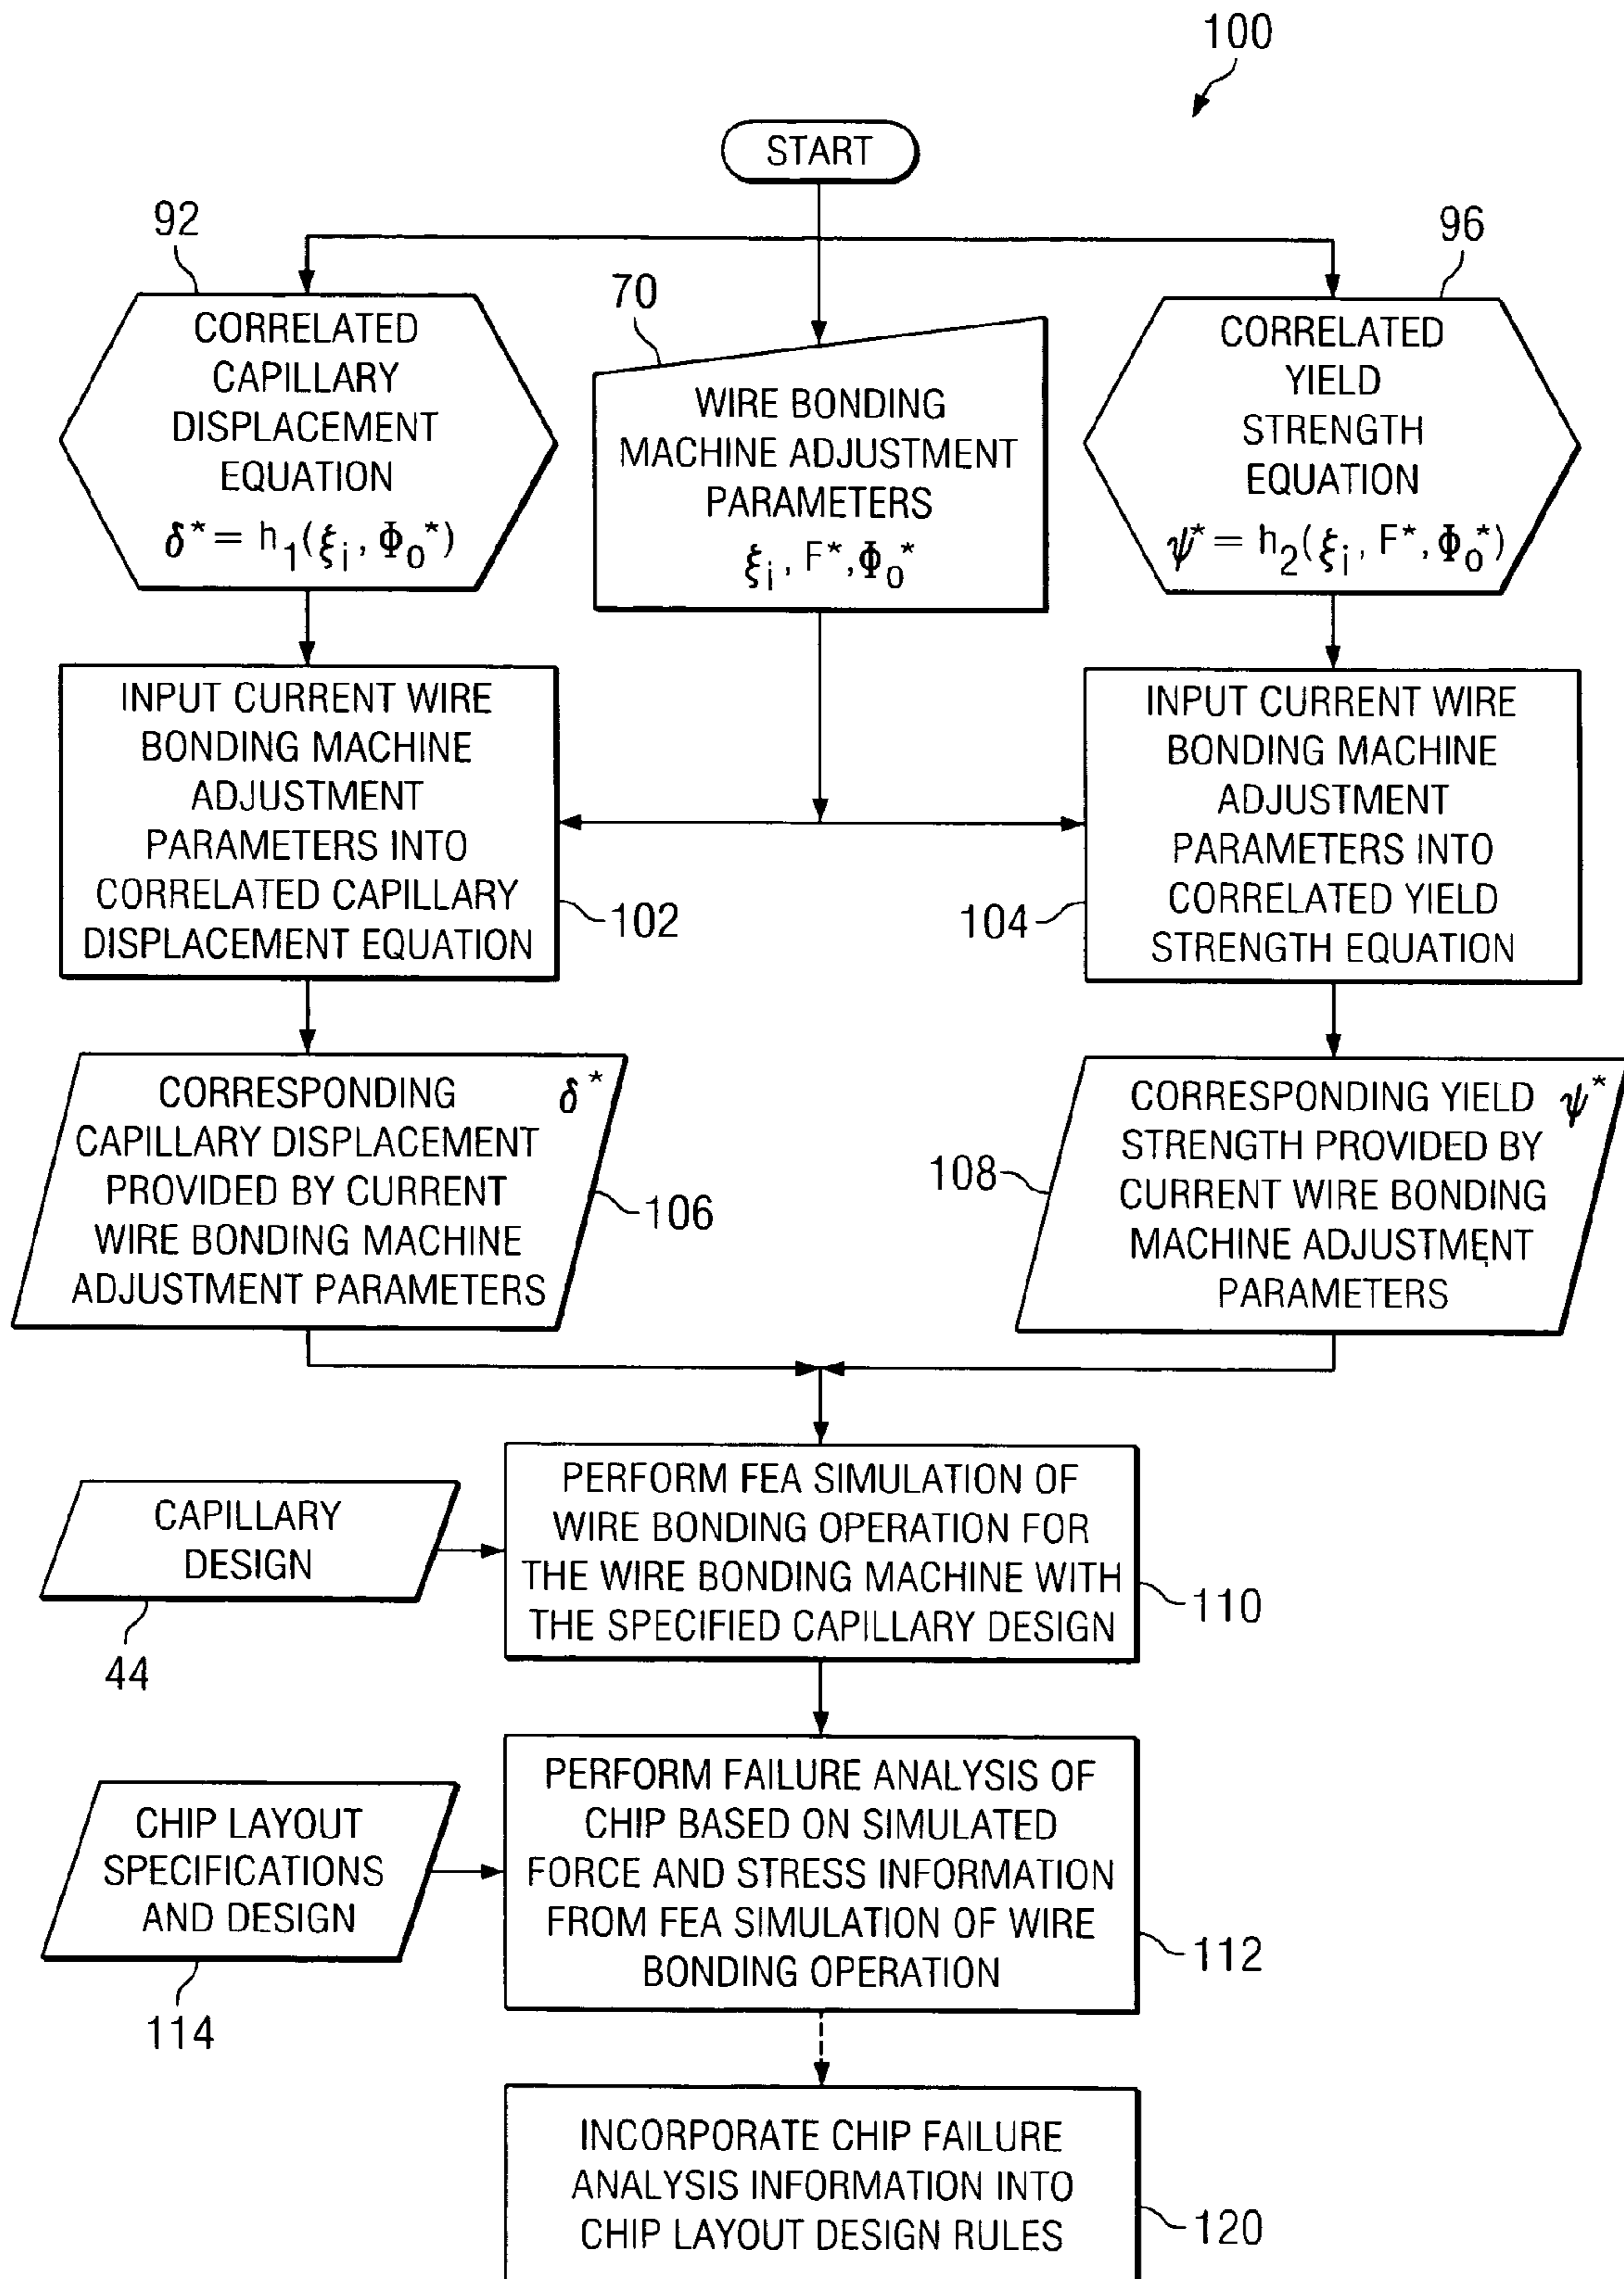 100
START
92
CORRELATED
CAPILLARY
DISPLACEMENT
EQUATION
δ* = h₁(ξᵢ, Φ₀*)
70
WIRE BONDING
MACHINE ADJUSTMENT
PARAMETERS
ξᵢ, F*, Φ₀*
96
CORRELATED
YIELD
STRENGTH
EQUATION
ψ* = h₂(ξᵢ, F*, Φ₀*)
INPUT CURRENT WIRE
BONDING MACHINE
ADJUSTMENT
PARAMETERS INTO
CORRELATED CAPILLARY
DISPLACEMENT EQUATION
102
INPUT CURRENT WIRE
BONDING MACHINE
ADJUSTMENT
PARAMETERS INTO
CORRELATED YIELD
STRENGTH EQUATION
104
CORRESPONDING δ*
CAPILLARY DISPLACEMENT
PROVIDED BY CURRENT
WIRE BONDING MACHINE
ADJUSTMENT PARAMETERS
106
CORRESPONDING YIELD ψ*
STRENGTH PROVIDED BY
CURRENT WIRE BONDING
MACHINE ADJUSTMENT
PARAMETERS
108
CAPILLARY
DESIGN
44
PERFORM FEA SIMULATION OF
WIRE BONDING OPERATION FOR
THE WIRE BONDING MACHINE WITH
THE SPECIFIED CAPILLARY DESIGN
110
CHIP LAYOUT
SPECIFICATIONS
AND DESIGN
114
PERFORM FAILURE ANALYSIS OF
CHIP BASED ON SIMULATED
FORCE AND STRESS INFORMATION
FROM FEA SIMULATION OF WIRE
BONDING OPERATION
112
INCORPORATE CHIP FAILURE
ANALYSIS INFORMATION INTO
CHIP LAYOUT DESIGN RULES
120